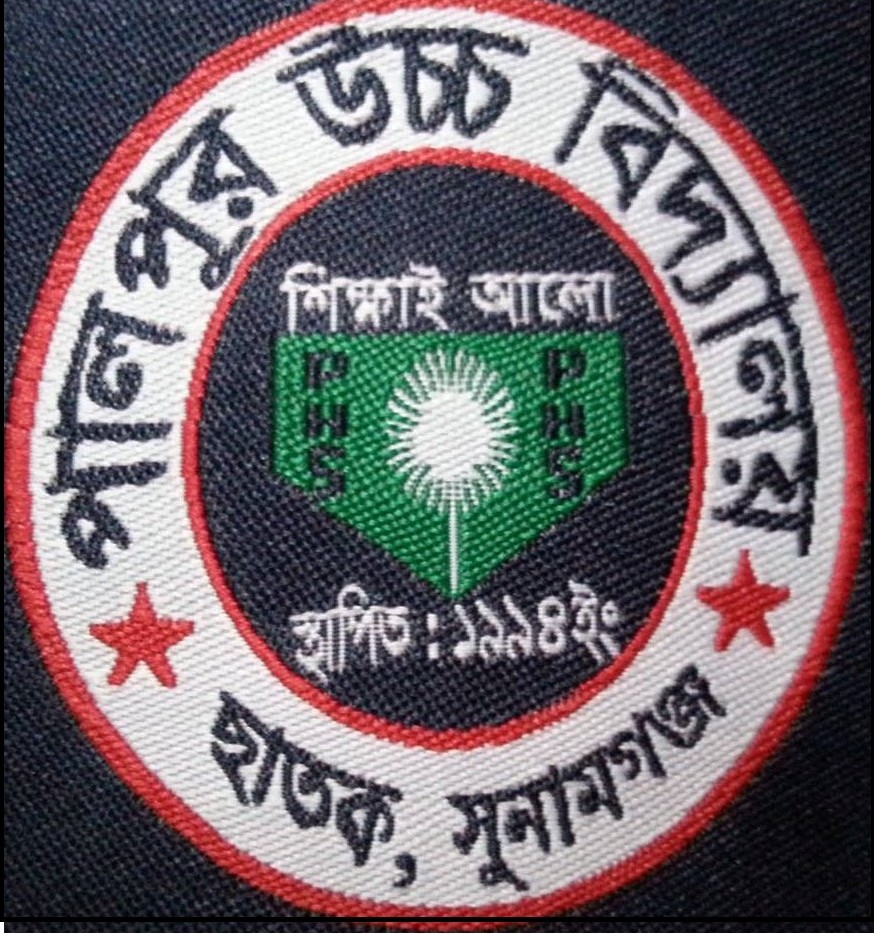 পালপুর উচ্চ বিদ্যালয়
শিক্ষাই আলো
PHS
PHS
স্থাপিত : ১৯৯৪ইং
ছাতক, সুনামগঞ্জ